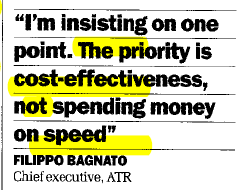 “I’m insisting on one
point. The priority is
cost-effectiveness,
not spending money
on speed”
FILIPPO BAGNATO
Chief executive, ATR